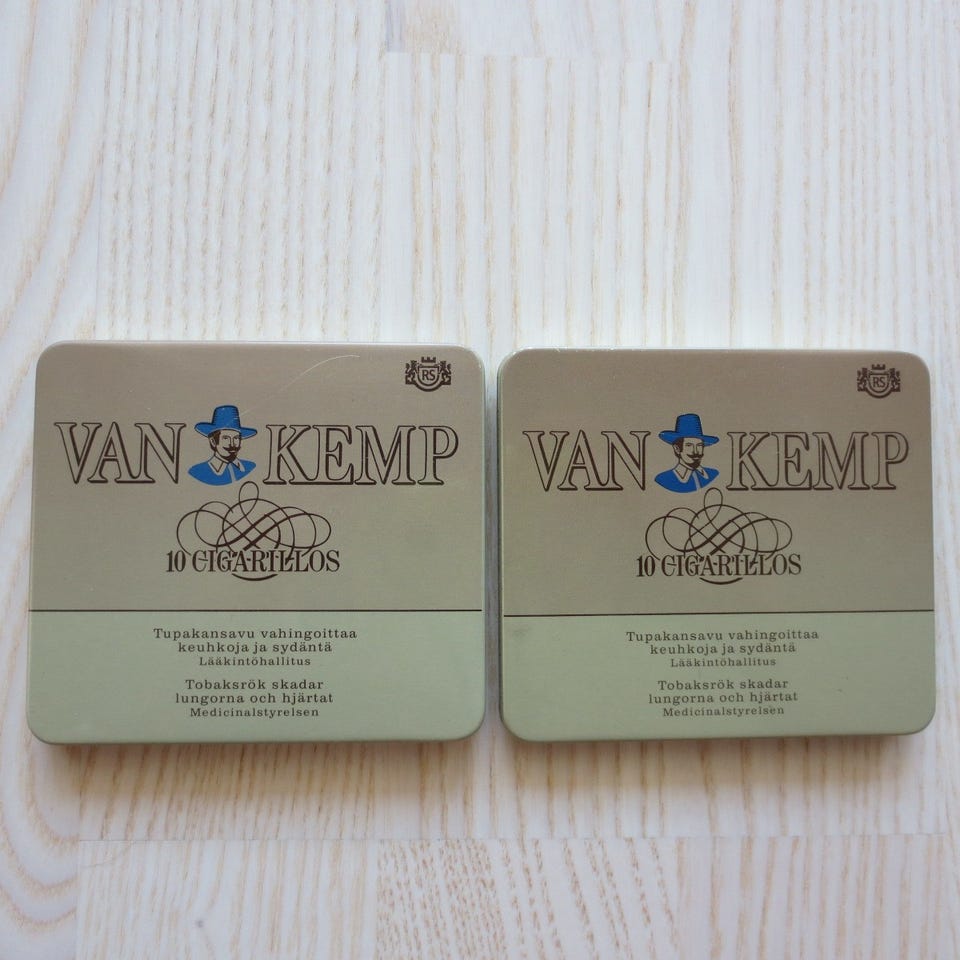 RS
VAN KEMP
10 CIGARILLOS
Tupakansavu vahingoittaa
keuhkoja ja sydäntä
Lääkintöhallitus
Tobaksrök skadar
lungorna och hjärtat
Medicinalstyrelsen
RS
VAN KEMP
10 CIGARILLOS
Tupakansavu vahingoittaa
keuhkoja ja sydäntä
Lääkintöhallitus
Tobaksrök skadar
lungorna och hjärtat
Medicinalstyrelsen